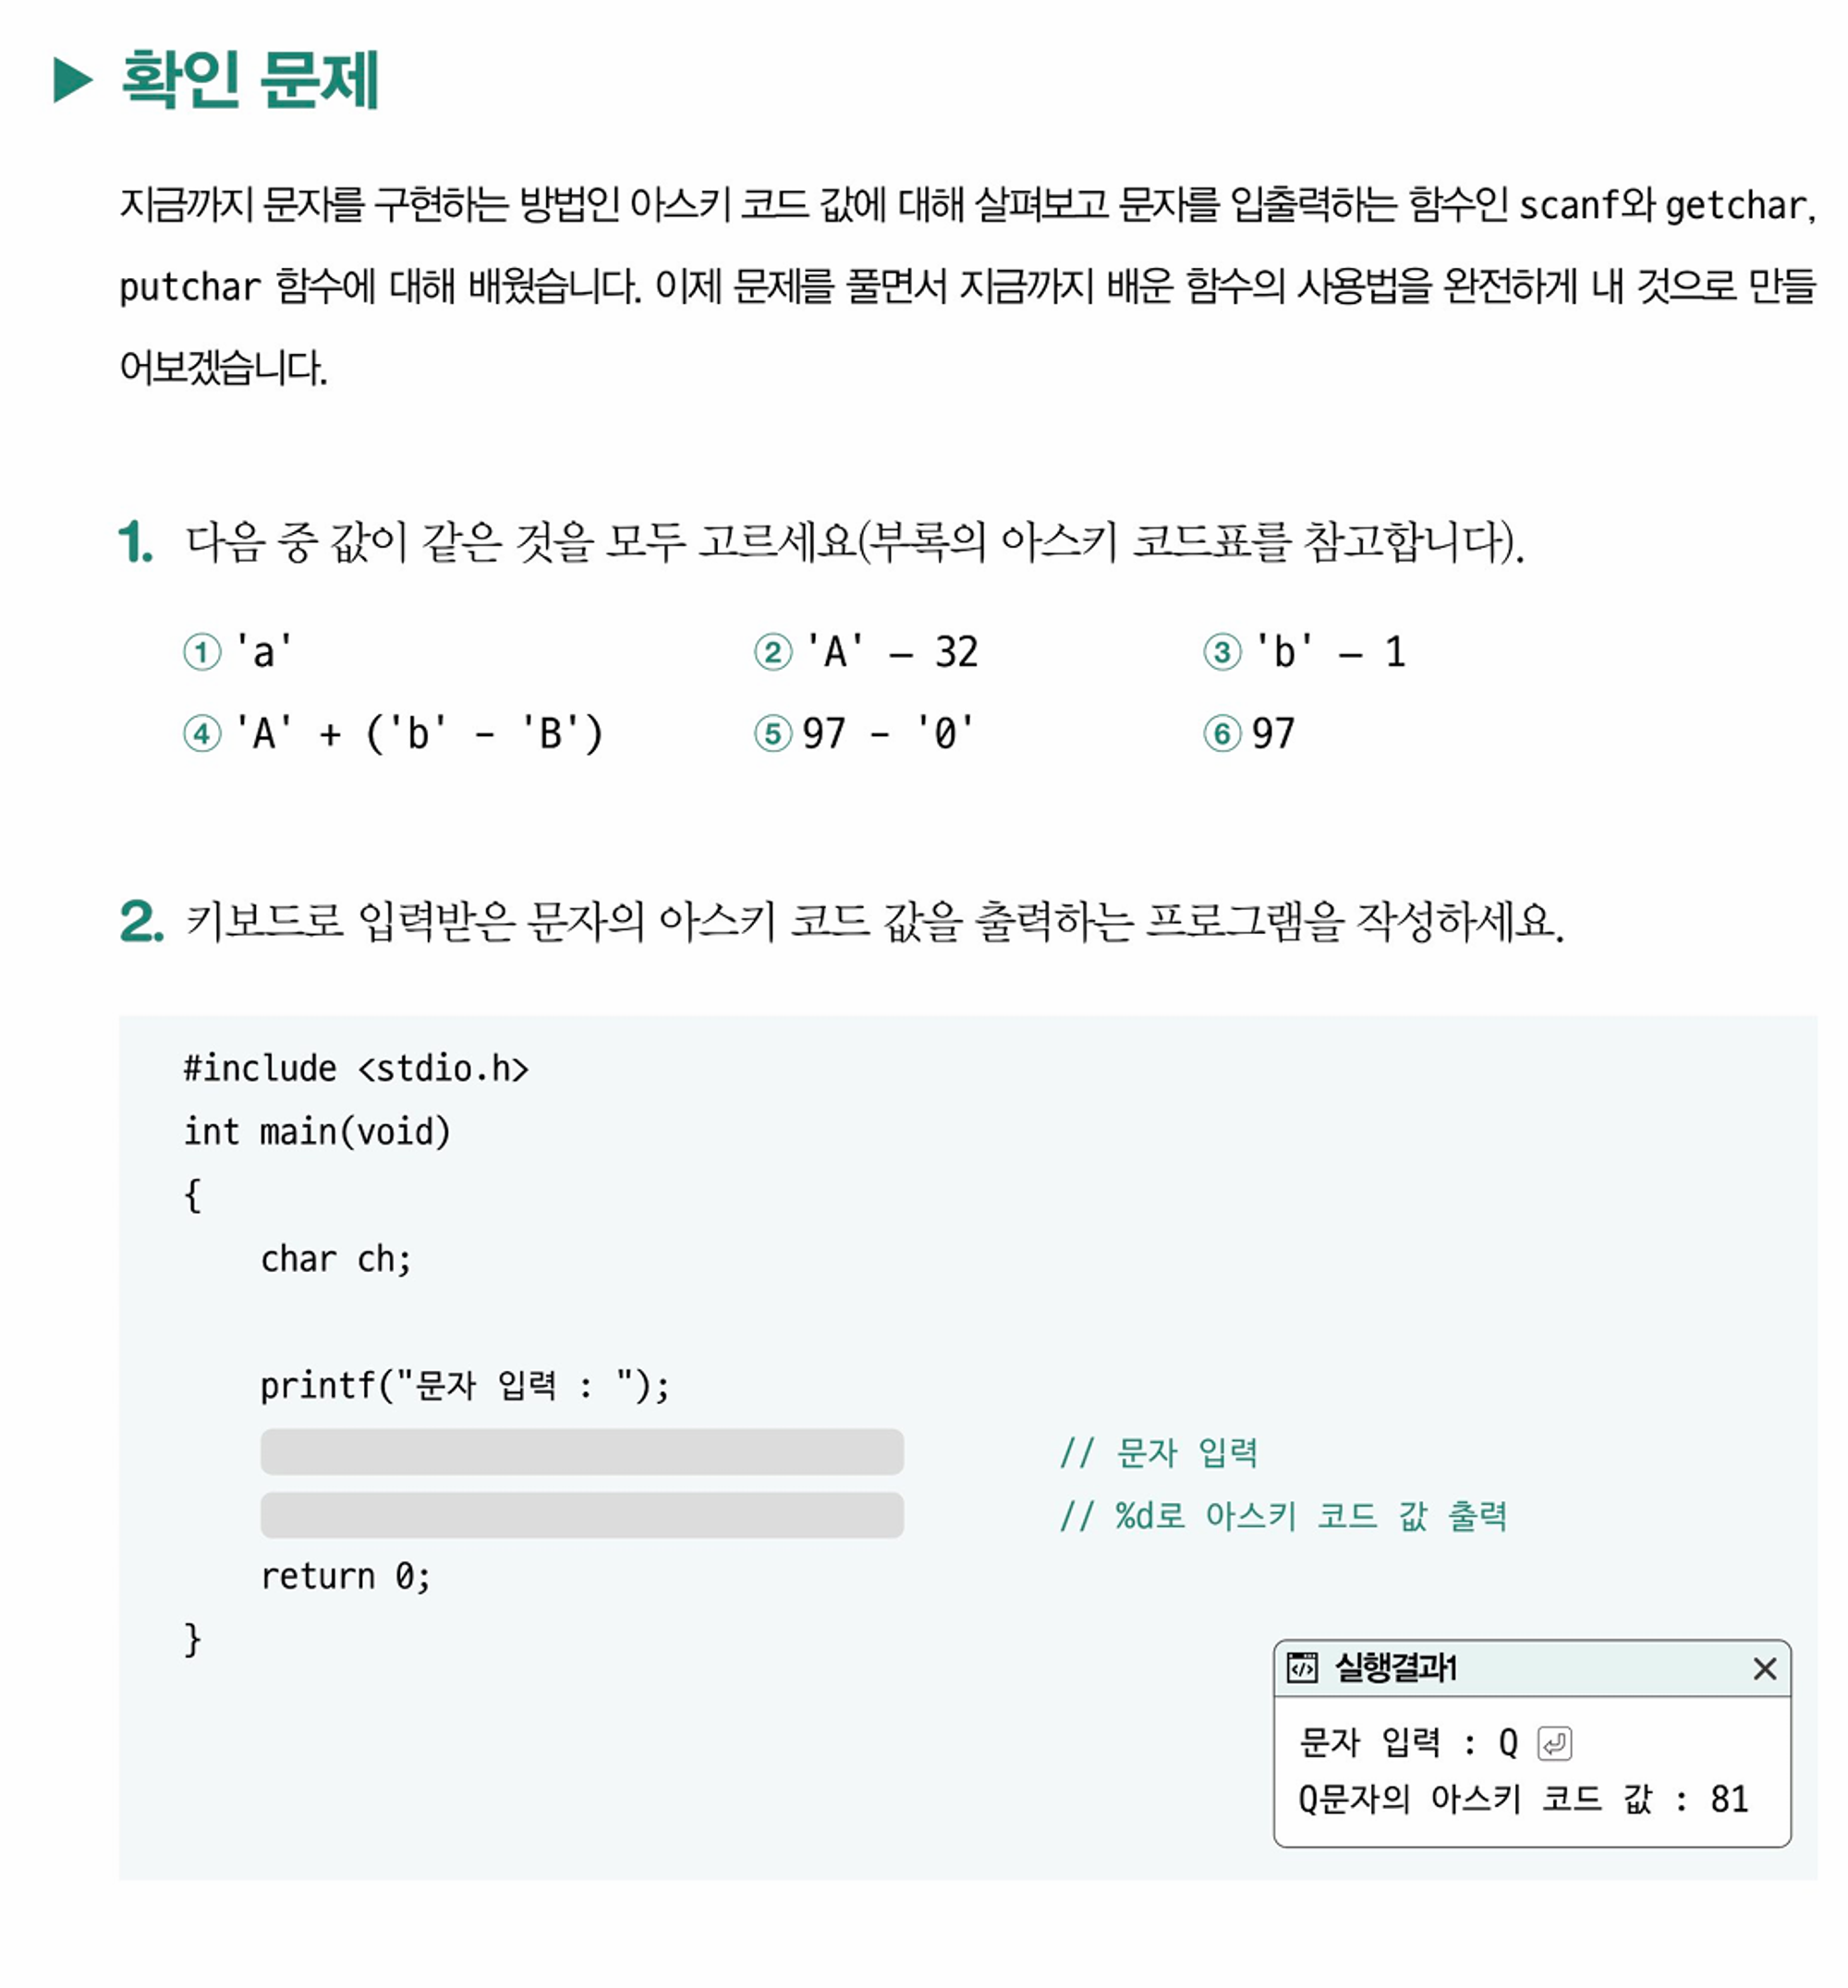 ▶ 확인 문제
지금까지 문자를 구현하는 방법인 아스키 코드 값에 대해 살펴보고 문자를 입출력하는 함수인 scanf와 getchar,
putchar 함수에 대해 배웠습니다. 이제 문제를 풀면서 지금까지 배운 함수의 사용법을 완전하게 내 것으로 만들
어보겠습니다.
1. 다음 중 값이 같은 것을 모두 고르세요(부록의 아스키 코드표를 참고합니다).
① 'a' ② 'A' – 32 ③ 'b' – 1
④ 'A' + ('b' - 'B') ⑤ 97 - '0' ⑥ 97
2. 키보드로 입력받은 문자의 아스키 코드 값을 출력하는 프로그램을 작성하세요.
#include <stdio.h>
int main(void)
{
char ch;
printf("문자 입력 : ");
// 문자 입력
// %d로 아스키 코드 값 출력
return 0;
}
</> 실행결과1 ×
문자 입력 : Q ↵
Q문자의 아스키 코드 값 : 81